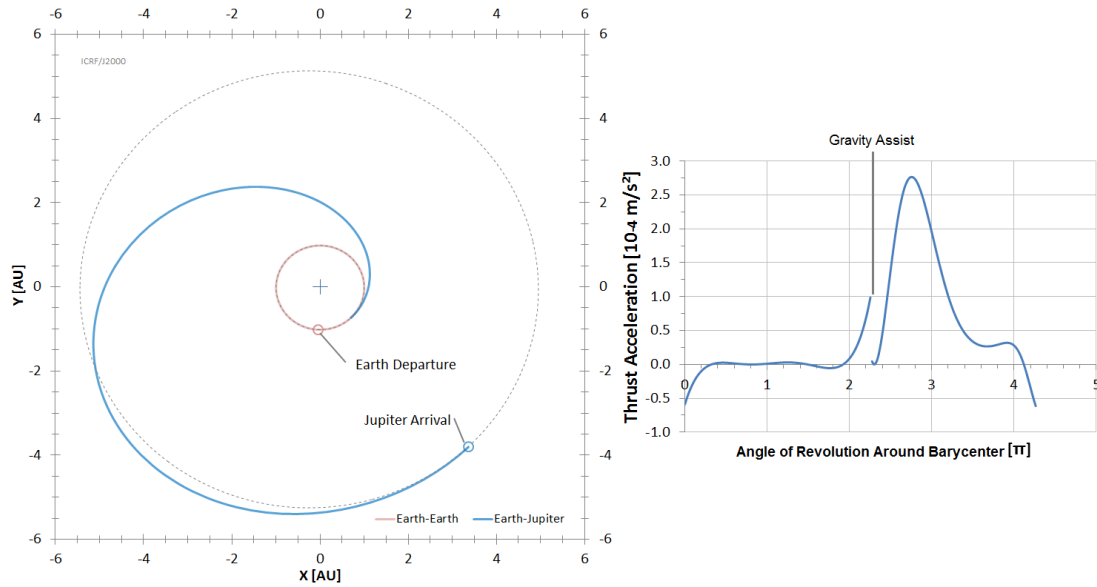 -6 -4 -2 0 2 4 6
6 6
ICRF/J2000
4 4
2 2
Y [AU]
0 0
Earth Departure
-2 -2
Jupiter Arrival
-4 -4
Earth-Earth Earth-Jupiter
-6 -6
-6 -4 -2 0 2 4 6
X [AU]
Gravity Assist
Thrust Acceleration [10-4 m/s²]
3.0
2.5
2.0
1.5
1.0
0.5
0.0
0 1 2 3 4 5
-0.5
-1.0
Angle of Revolution Around Barycenter [π]